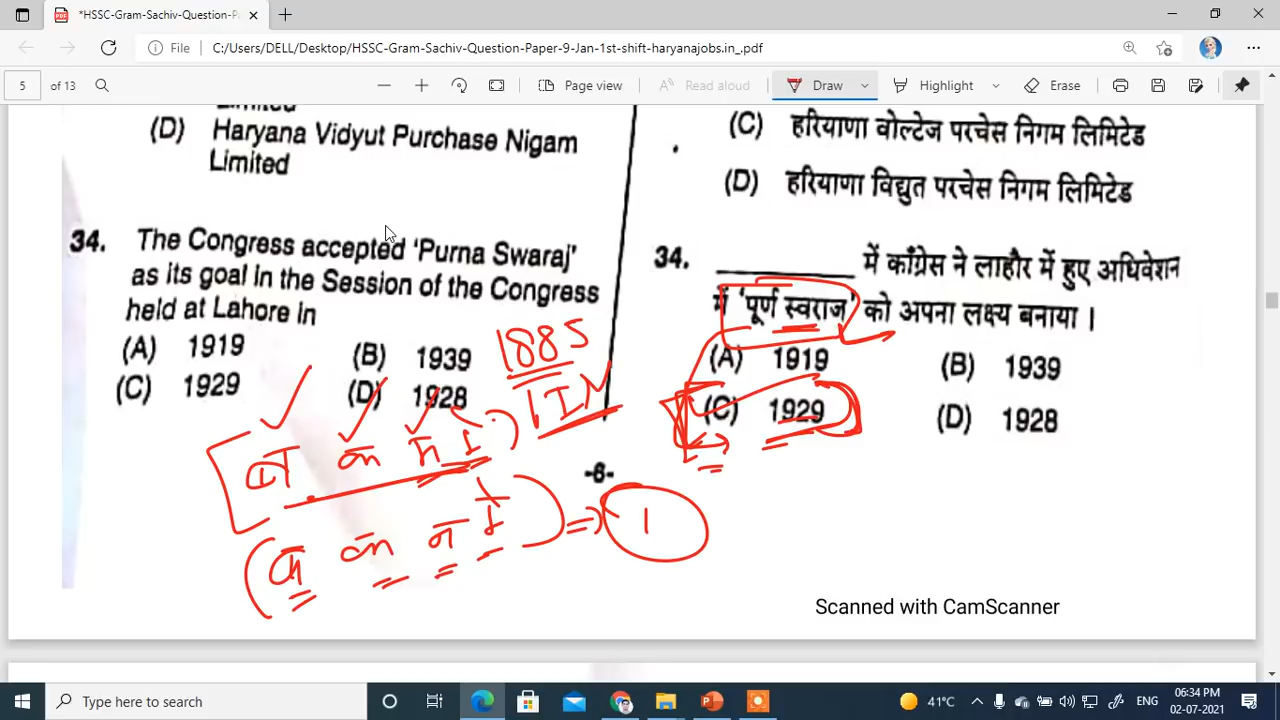 *HSSC-Gram-Sachiv-Question-Pap
File
C:/Users/DELL/Desktop/HSSC-Gram-Sachiv-Question-Paper-9-Jan-1st-shift-haryanajobs.in_.pdf
5 of 13
Page view
Read aloud
Draw
Highlight
Erase
Limited
(D) Haryana Vidyut Purchase Nigam
Limited
34. The Congress accepted 'Purna Swaraj'
as its goal in the Session of the Congress
held at Lahore in
(A) 1919 (B) 1939
(C) 1929 (D) 1928
1885
(C) हरियाणा वोल्टेज परचेस निगम लिमिटेड
(D) हरियाणा विद्युत परचेस निगम लिमिटेड
34. __________ में काँग्रेस ने लाहौर में हुए अधिवेशन
में 'पूर्ण स्वराज' को अपना लक्ष्य बनाया ।
(A) 1919 (B) 1939
(C) 1929 (D) 1928
-6-
1
Scanned with CamScanner
Type here to search
41°C
ENG
06:34 PM
02-07-2021